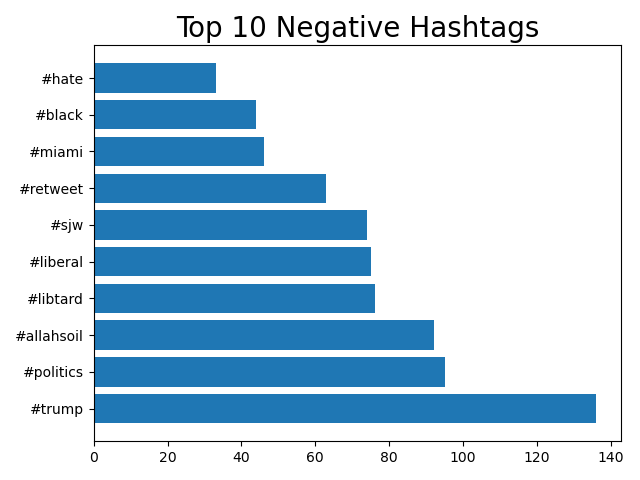 Top 10 Negative Hashtags
#hate
#black
#miami
#retweet
#sjw
#liberal
#libtard
#allahsoil
#politics
#trump
0 20 40 60 80 100 120 140